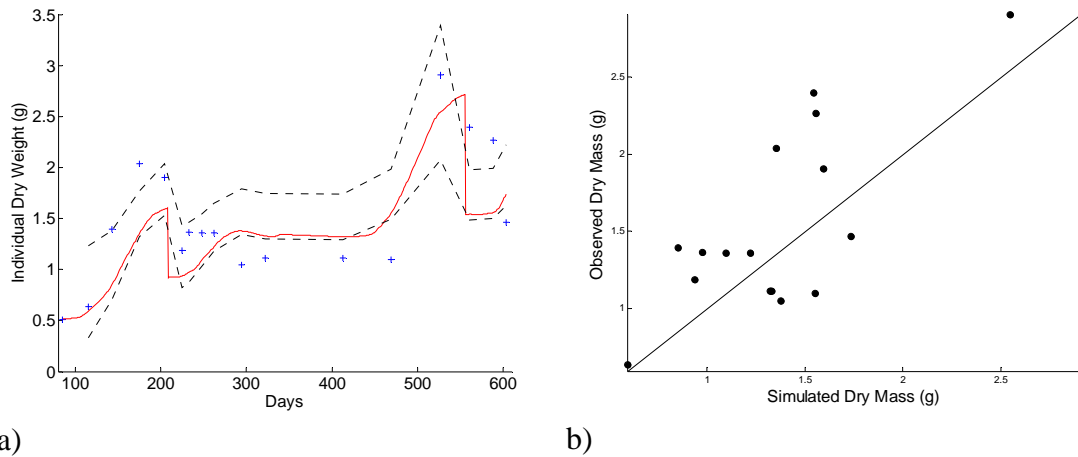 3.5
3
2.5
2
1.5
1
0.5
0
100 200 300 400 500 600
Days
Individual Dry Weight (g)
a)
2.5
2
1.5
1
1 1.5 2 2.5
Simulated Dry Mass (g)
Observed Dry Mass (g)
b)